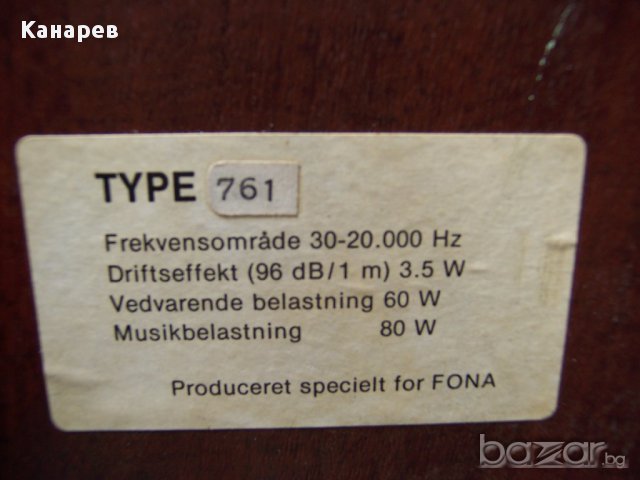 Канарев
TYPE 761
Frekvensområde 30-20.000 Hz
Driftseffekt (96 dB/1 m) 3.5 W
Vedvarende belastning 60 W
Musikbelastning 80 W
Produceret specielt for FONA
bazar.bg